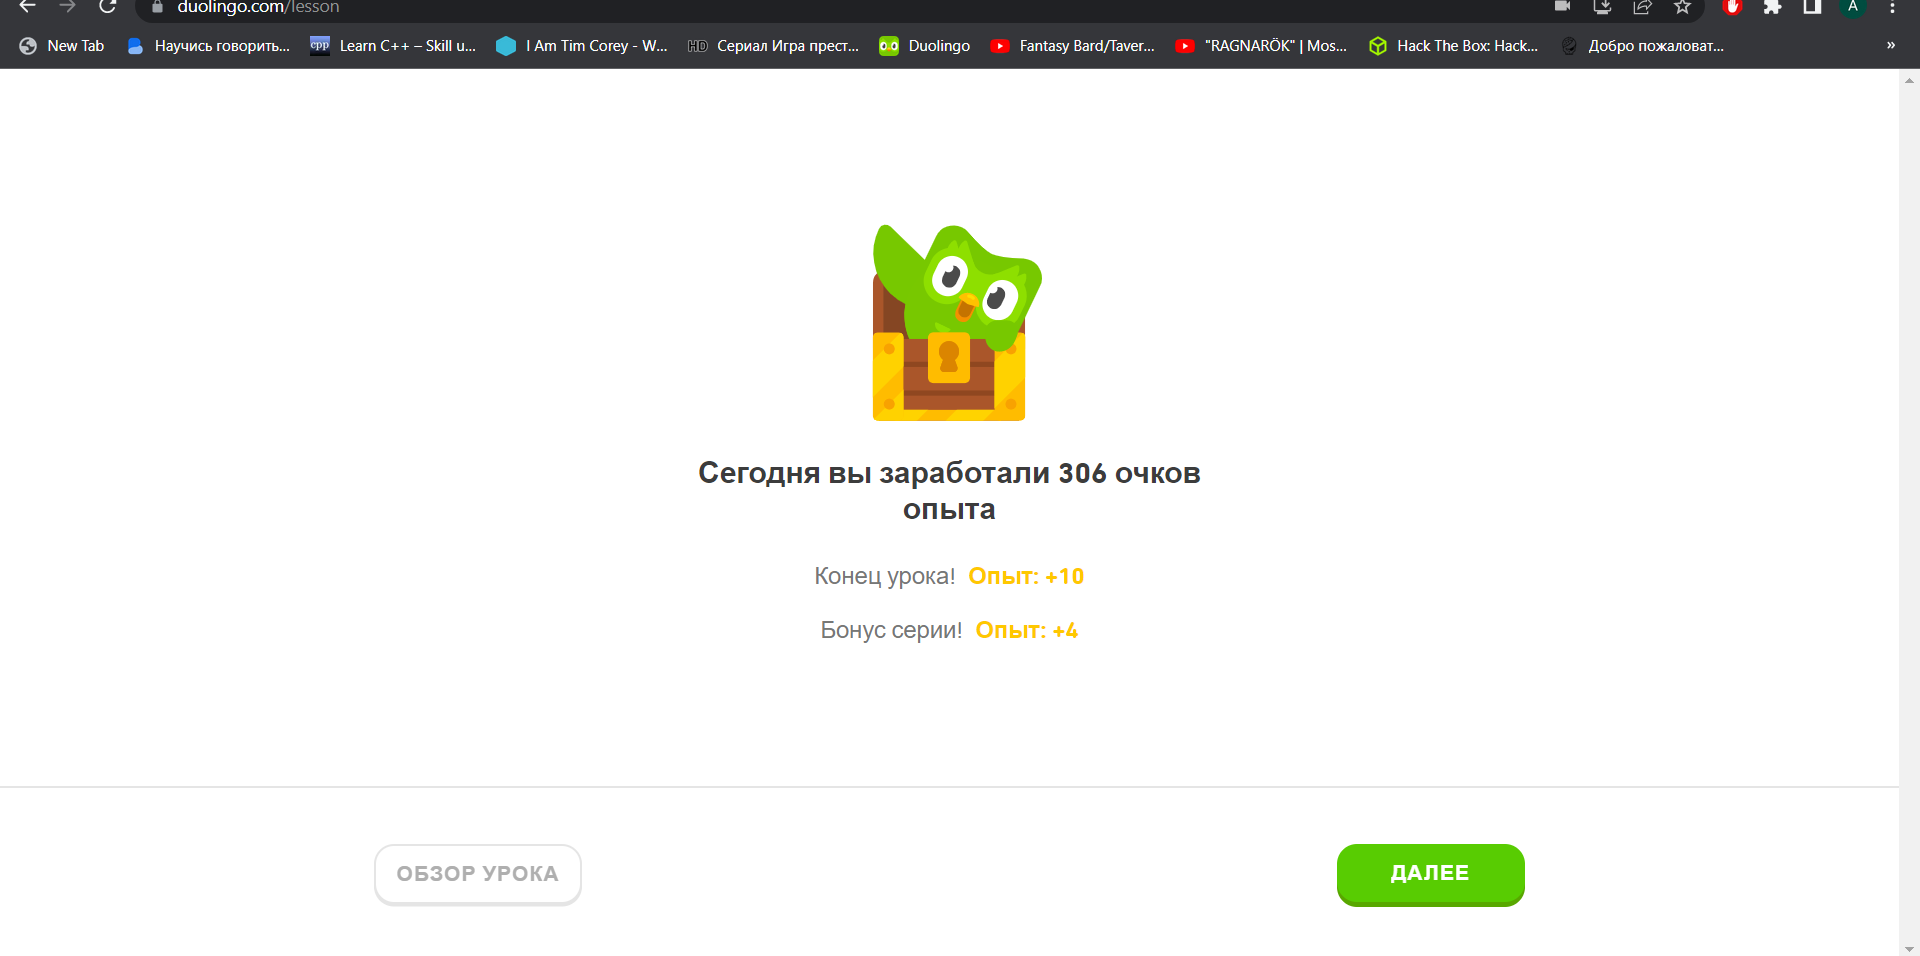 duolingo.com/lesson
A
New Tab
Научись говорить...
cpp
Learn C++ – Skill u...
I Am Tim Corey - W...
HD
Сериал Игра прест...
Duolingo
Fantasy Bard/Taver...
"RAGNARÖK" | Mos...
Hack The Box: Hack...
Добро пожаловат...
»
Сегодня вы заработали 306 очков
опыта
Конец урока! Опыт: +10
Бонус серии! Опыт: +4
ОБЗОР УРОКА
ДАЛЕЕ